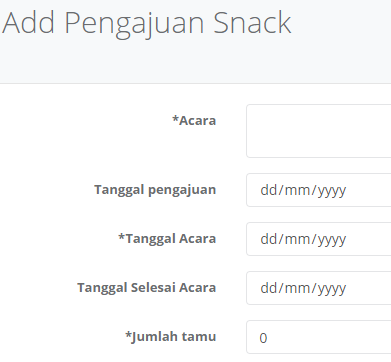 Add Pengajuan Snack
*Acara
Tanggal pengajuan dd/mm/yyyy
*Tanggal Acara dd/mm/yyyy
Tanggal Selesai Acara dd/mm/yyyy
*Jumlah tamu 0